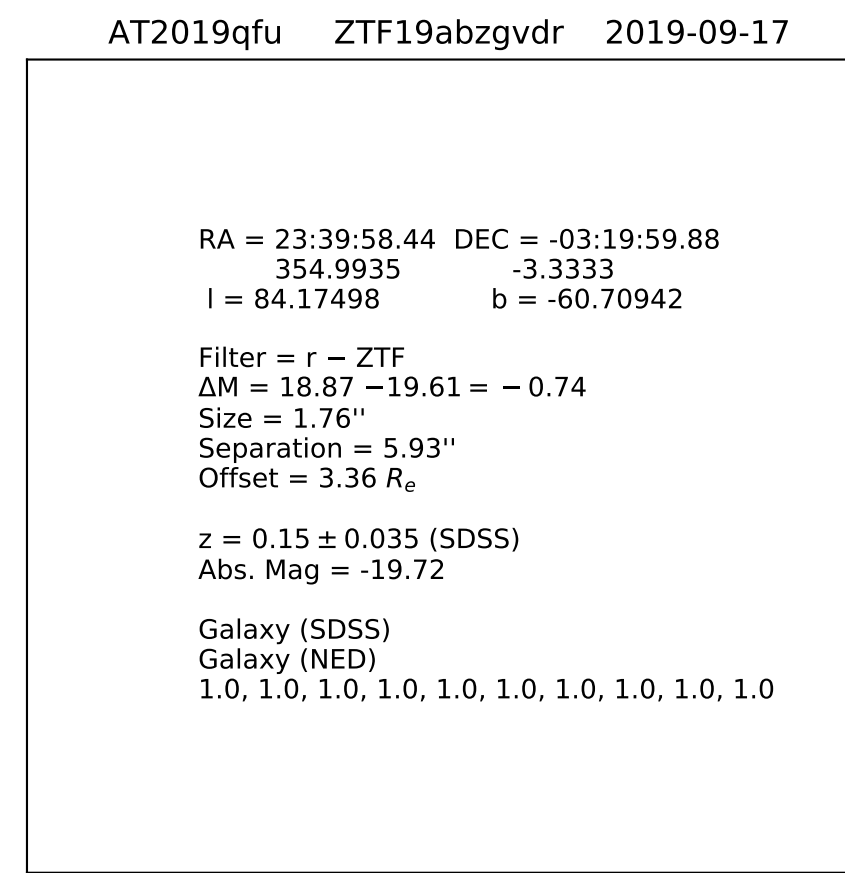 AT2019qfu ZTF19abzgvdr 2019-09-17
RA = 23:39:58.44 DEC = -03:19:59.88
354.9935 -3.3333
l = 84.17498 b = -60.70942
Filter = r − ZTF
ΔM = 18.87 −19.61 = − 0.74
Size = 1.76''
Separation = 5.93''
Offset = 3.36 Rₑ
z = 0.15 ± 0.035 (SDSS)
Abs. Mag = -19.72
Galaxy (SDSS)
Galaxy (NED)
1.0, 1.0, 1.0, 1.0, 1.0, 1.0, 1.0, 1.0, 1.0, 1.0